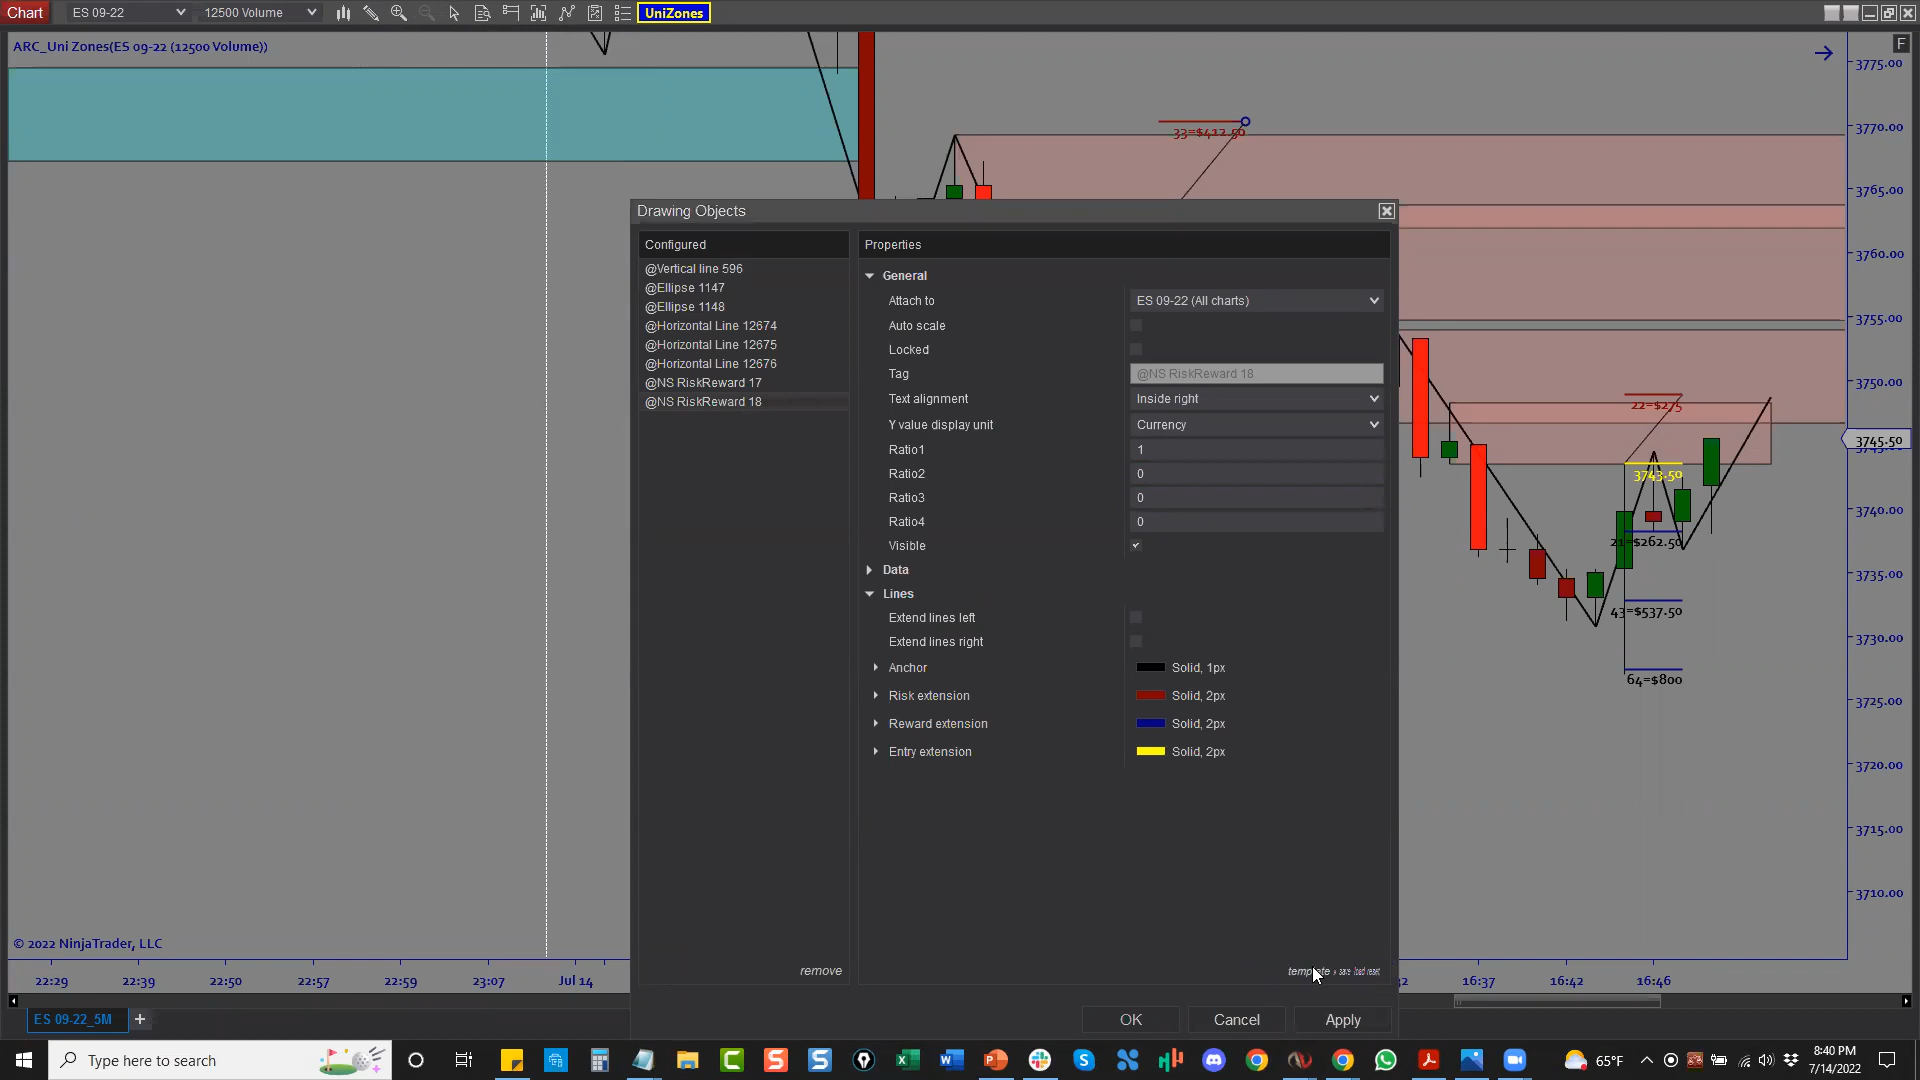 Chart
ES 09-22
12500 Volume
UniZones
ARC_Uni Zones(ES 09-22 (12500 Volume))
F
3775.00
3770.00
3765.00
3760.00
3755.00
3750.00
3745.50
3740.00
3735.00
3730.00
3725.00
3720.00
3715.00
3710.00
33=$412.50
22=$275
3743.50
21=$262.50
43=$537.50
64=$800
Drawing Objects
Configured
@Vertical line 596
@Ellipse 1147
@Ellipse 1148
@Horizontal Line 12674
@Horizontal Line 12675
@Horizontal Line 12676
@NS RiskReward 17
@NS RiskReward 18
remove
Properties
General
Attach to ES 09-22 (All charts)
Auto scale
Locked
Tag @NS RiskReward 18
Text alignment Inside right
Y value display unit Currency
Ratio1 1
Ratio2 0
Ratio3 0
Ratio4 0
Visible
Data
Lines
Extend lines left
Extend lines right
Anchor Solid, 1px
Risk extension Solid, 2px
Reward extension Solid, 2px
Entry extension Solid, 2px
save load reset
OK Cancel Apply
© 2022 NinjaTrader, LLC
22:29 22:39 22:50 22:57 22:59 23:07 Jul 14 16:37 16:42 16:46
ES 09-22_5M
Type here to search
65°F
8:40 PM
7/14/2022